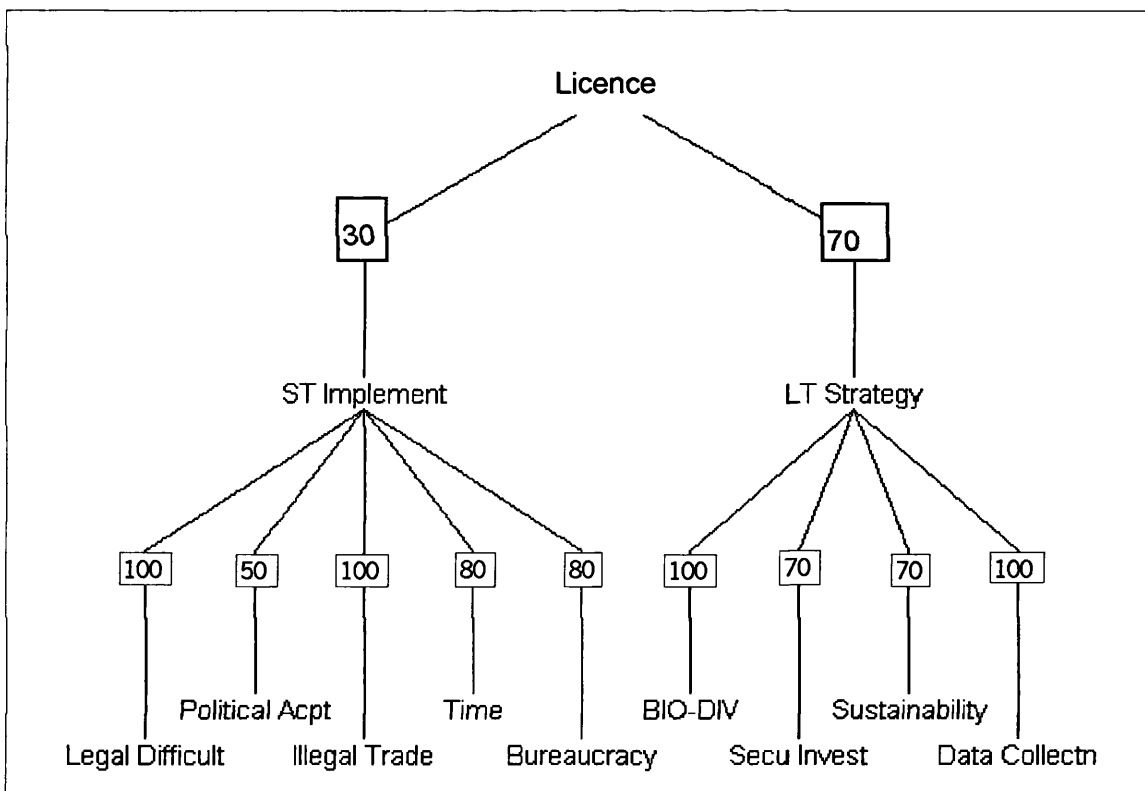 Licence
30 70
ST Implement LT Strategy
100 50 100 80 80 100 70 70 100
Political Acpt Time BIO-DIV Sustainability
Legal Difficult Illegal Trade Bureaucracy Secu Invest Data Collectn